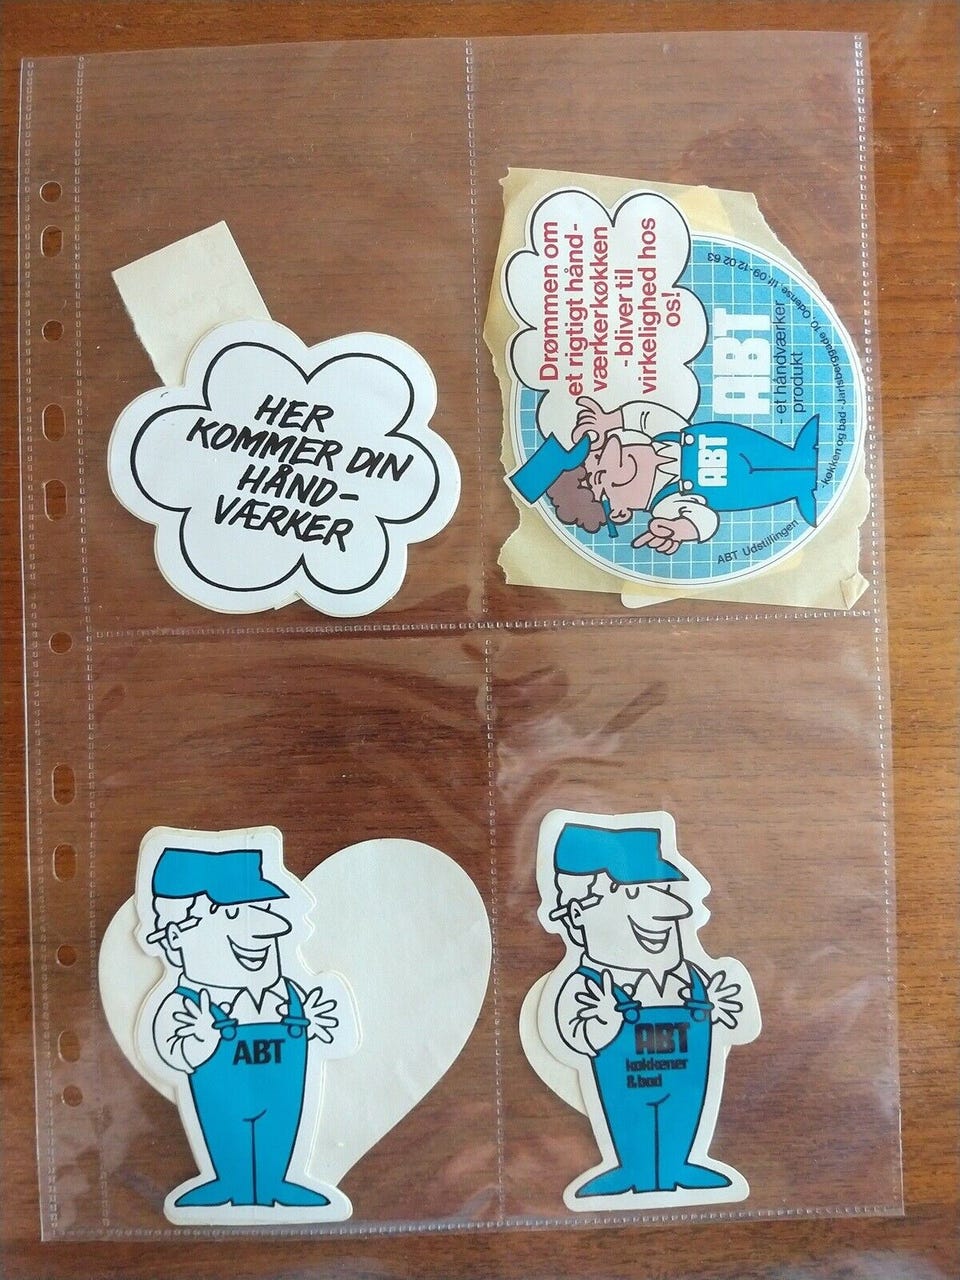 HER
KOMMER DIN
HÅND-
VÆRKER
Drømmen om
et rigtigt hånd-
værkerkøkken
- bliver til
virkelighed hos
os!
ABT
- et håndværker
produkt
ABT
ABT Udstillingen
- køkken og bad - Jarlsberggade 10, Odense tlf. 09-12 02 63
ABT
ABT
køkkener
& bad